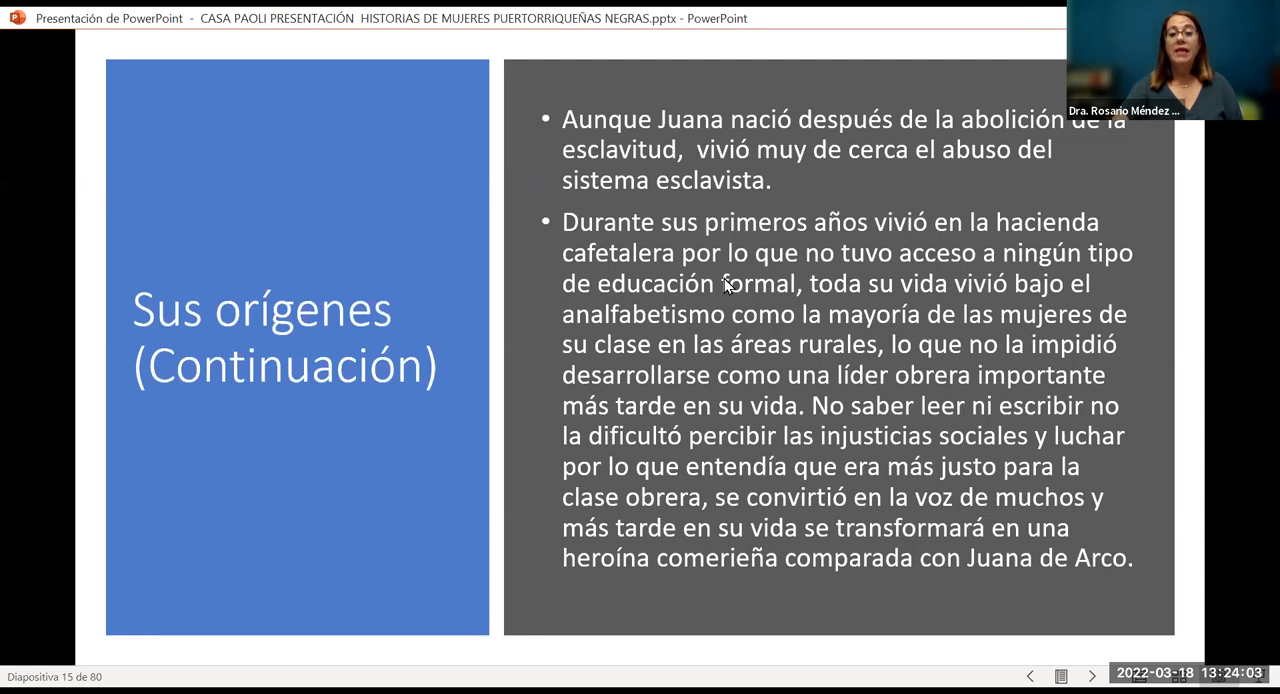 Presentación de PowerPoint - CASA PAOLI PRESENTACIÓN HISTORIAS DE MUJERES PUERTORRIQUEÑAS NEGRAS.pptx - PowerPoint
Dra. Rosario Méndez ...
Sus orígenes
(Continuación)
• Aunque Juana nació después de la abolición de la
esclavitud, vivió muy de cerca el abuso del
sistema esclavista.
• Durante sus primeros años vivió en la hacienda
cafetalera por lo que no tuvo acceso a ningún tipo
de educación formal, toda su vida vivió bajo el
analfabetismo como la mayoría de las mujeres de
su clase en las áreas rurales, lo que no la impidió
desarrollarse como una líder obrera importante
más tarde en su vida. No saber leer ni escribir no
la dificultó percibir las injusticias sociales y luchar
por lo que entendía que era más justo para la
clase obrera, se convirtió en la voz de muchos y
más tarde en su vida se transformará en una
heroína comerieña comparada con Juana de Arco.
Diapositiva 15 de 80
2022-03-18 13:24:03